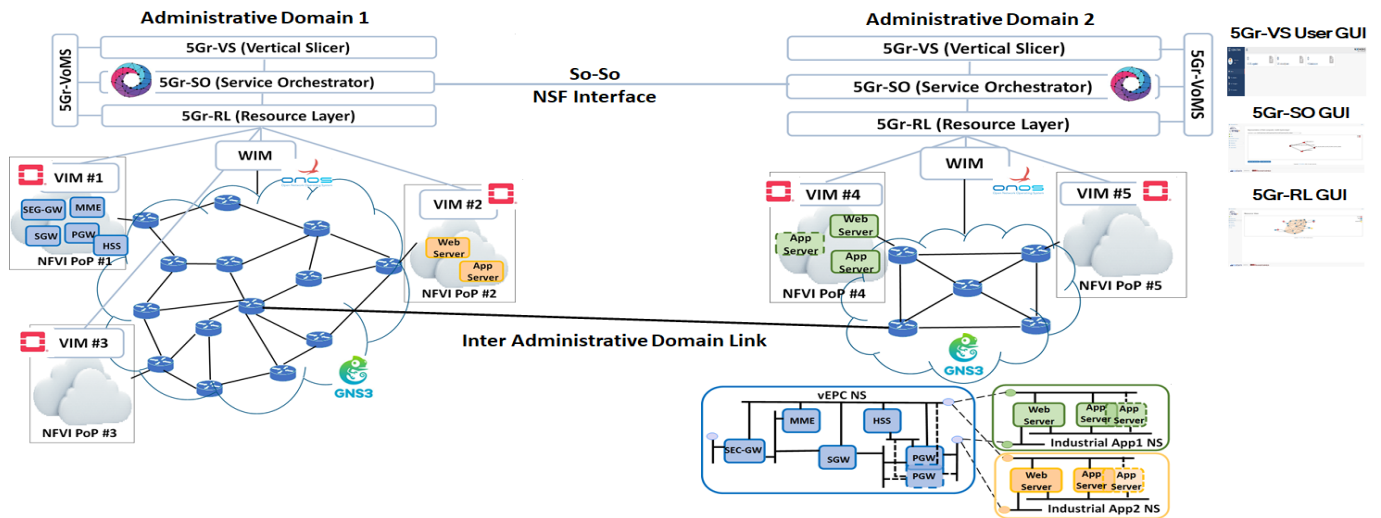 Administrative Domain 1
5Gr-VoMS
5Gr-VS (Vertical Slicer)
5Gr-SO (Service Orchestrator)
5Gr-RL (Resource Layer)
So-So
NSF Interface
Administrative Domain 2
5Gr-VS (Vertical Slicer)
5Gr-SO (Service Orchestrator)
5Gr-RL (Resource Layer)
5Gr-VoMS
5Gr-VS User GUI
5Gr-SO GUI
5Gr-RL GUI
VIM #1
SEG-GW
MME
SGW
PGW
HSS
NFVI PoP #1
WIM
onos
VIM #2
Web
Server
App
Server
NFVI PoP #2
VIM #3
NFVI PoP #3
GNS3
VIM #4
Web
Server
App
Server
App
Server
NFVI PoP #4
WIM
onos
VIM #5
NFVI PoP #5
GNS3
Inter Administrative Domain Link
vEPC NS
MME
HSS
SEC-GW
SGW
PGW
PGW
Web
Server
App
Server
App
Server
Industrial App1 NS
Web
Server
App
Server
App
Server
Industrial App2 NS